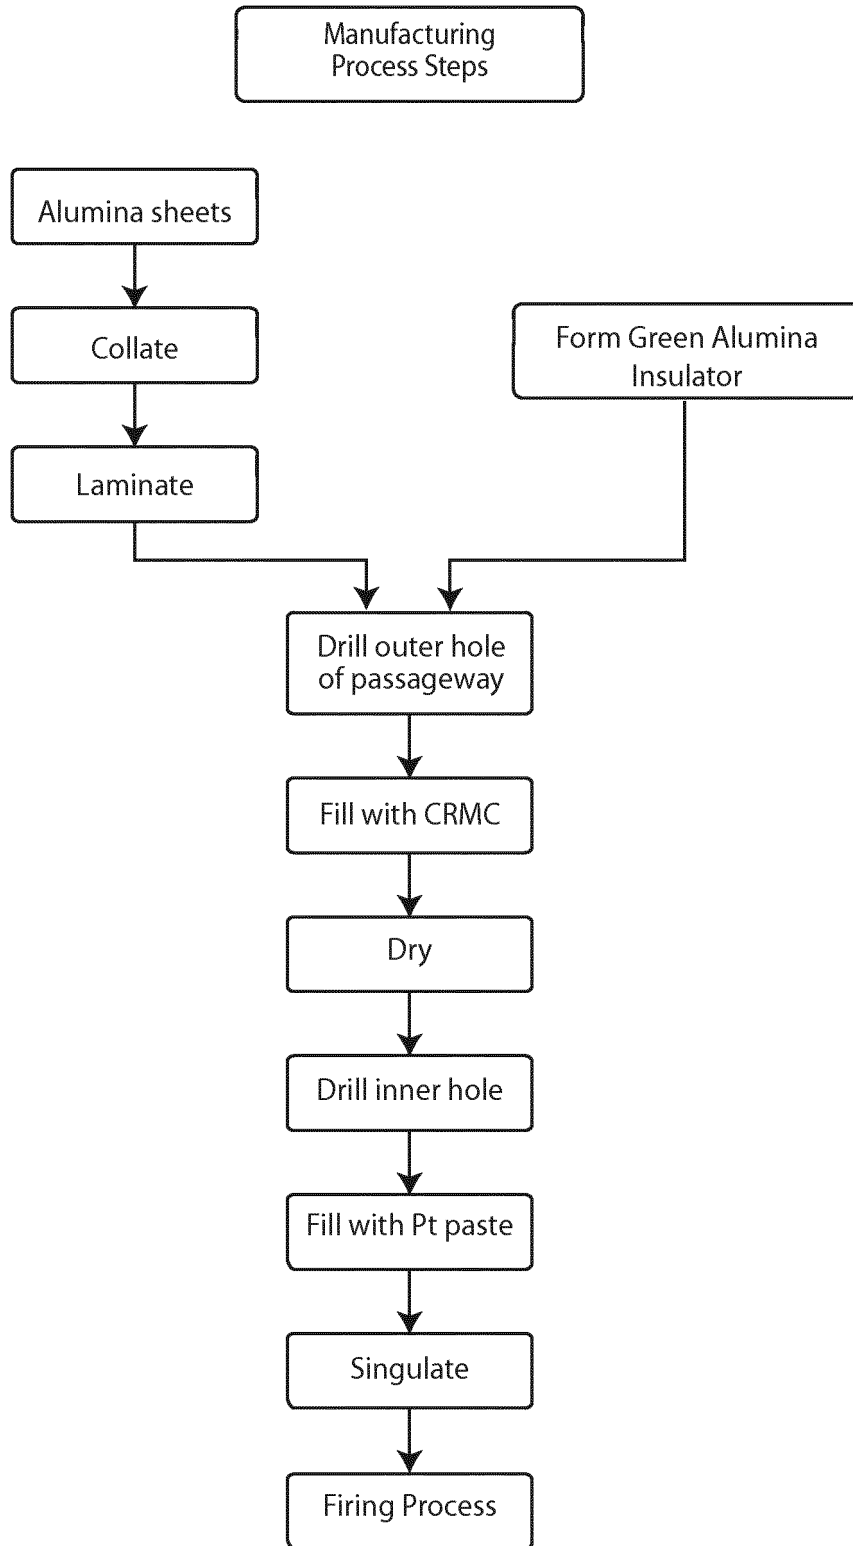 Manufacturing
Process Steps
Alumina sheets
Collate
Form Green Alumina
Insulator
Laminate
Drill outer hole
of passageway
Fill with CRMC
Dry
Drill inner hole
Fill with Pt paste
Singulate
Firing Process